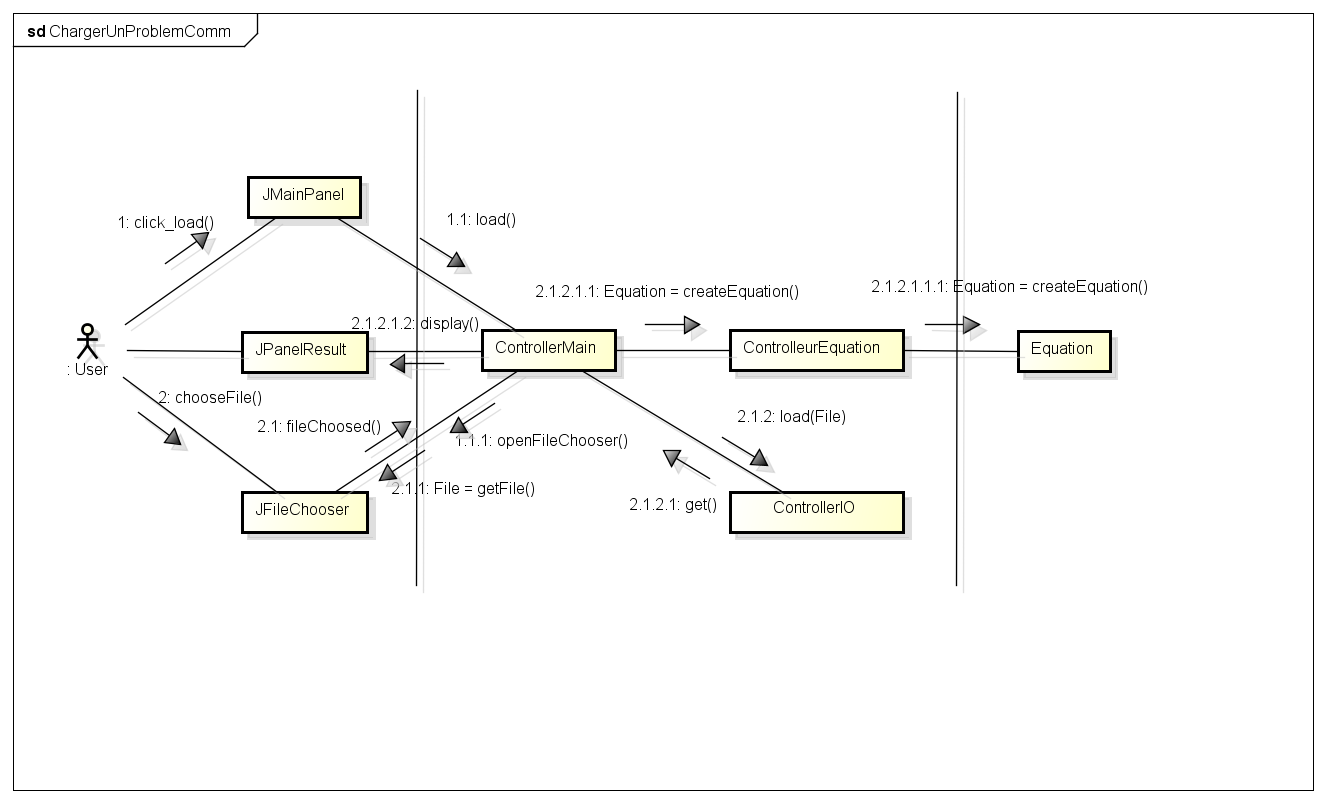 sd ChargerUnProblemComm
JMainPanel
1: click_load()
1.1: load()
2.1.2.1.1: Equation = createEquation()
2.1.2.1.1.1: Equation = createEquation()
2.1.2.1.2: display()
JPanelResult
ControllerMain
ControlleurEquation
Equation
: User
2: chooseFile()
2.1: fileChoosed()
1.1.1: openFileChooser()
2.1.2: load(File)
2.1.1: File = getFile()
2.1.2.1: get()
JFileChooser
ControllerIO